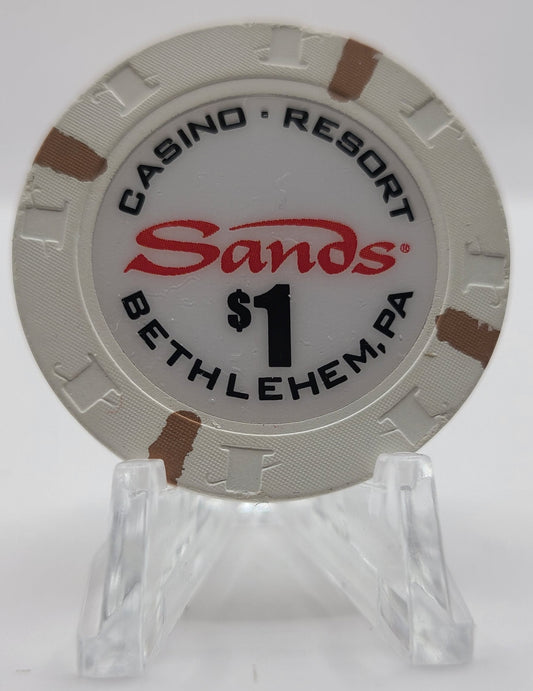 CASINO · RESORT
Sands®
$1
BETHLEHEM, PA